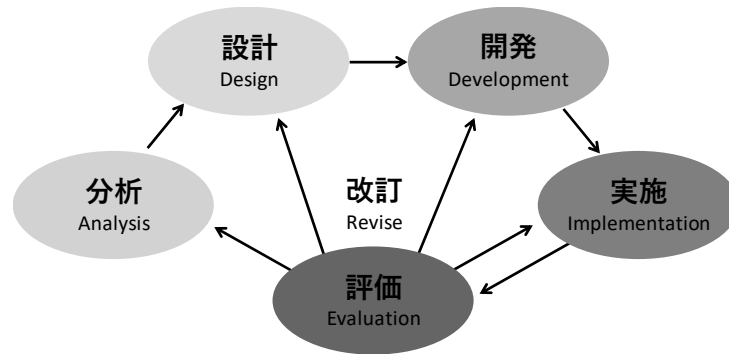 設計
Design
開発
Development
分析
Analysis
改訂
Revise
実施
Implementation
評価
Evaluation